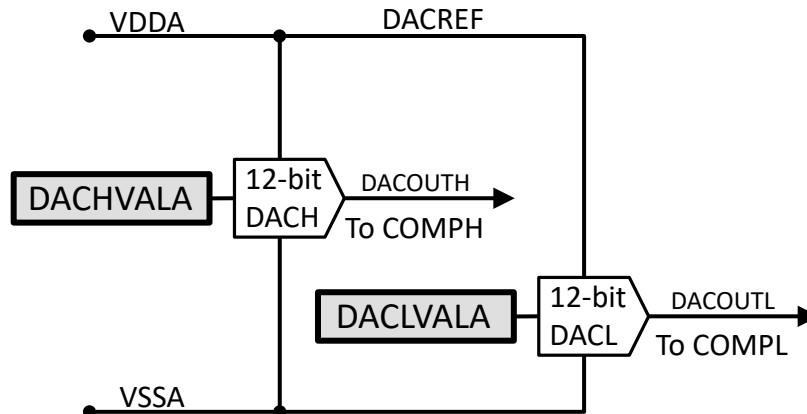 VDDA
DACREF
DACHVALA
12-bit
DACH
DACOUTH
To COMPH
DACLVALA
12-bit
DACL
DACOUTL
To COMPL
VSSA